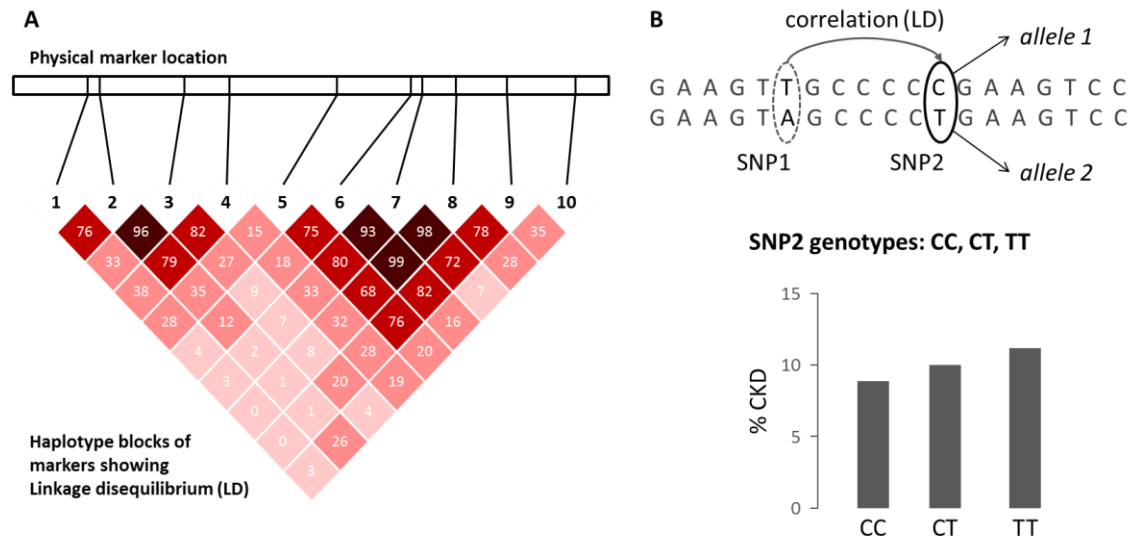 A
Physical marker location
1 2 3 4 5 6 7 8 9 10
76 96 82 15 75 93 98 78 35
33 79 27 18 80 99 72 28
38 35 9 33 68 82 7
28 12 7 32 76 16
4 2 8 28 20
3 1 20 19
0 1 4
0 26
3
Haplotype blocks of
markers showing
Linkage disequilibrium (LD)
B
correlation (LD)
allele 1
G A A G T T G C C C C C G A A G T C C
G A A G T A G C C C C T G A A G T C C
SNP1 SNP2
allele 2
SNP2 genotypes: CC, CT, TT
% CKD
15
10
5
0
CC CT TT